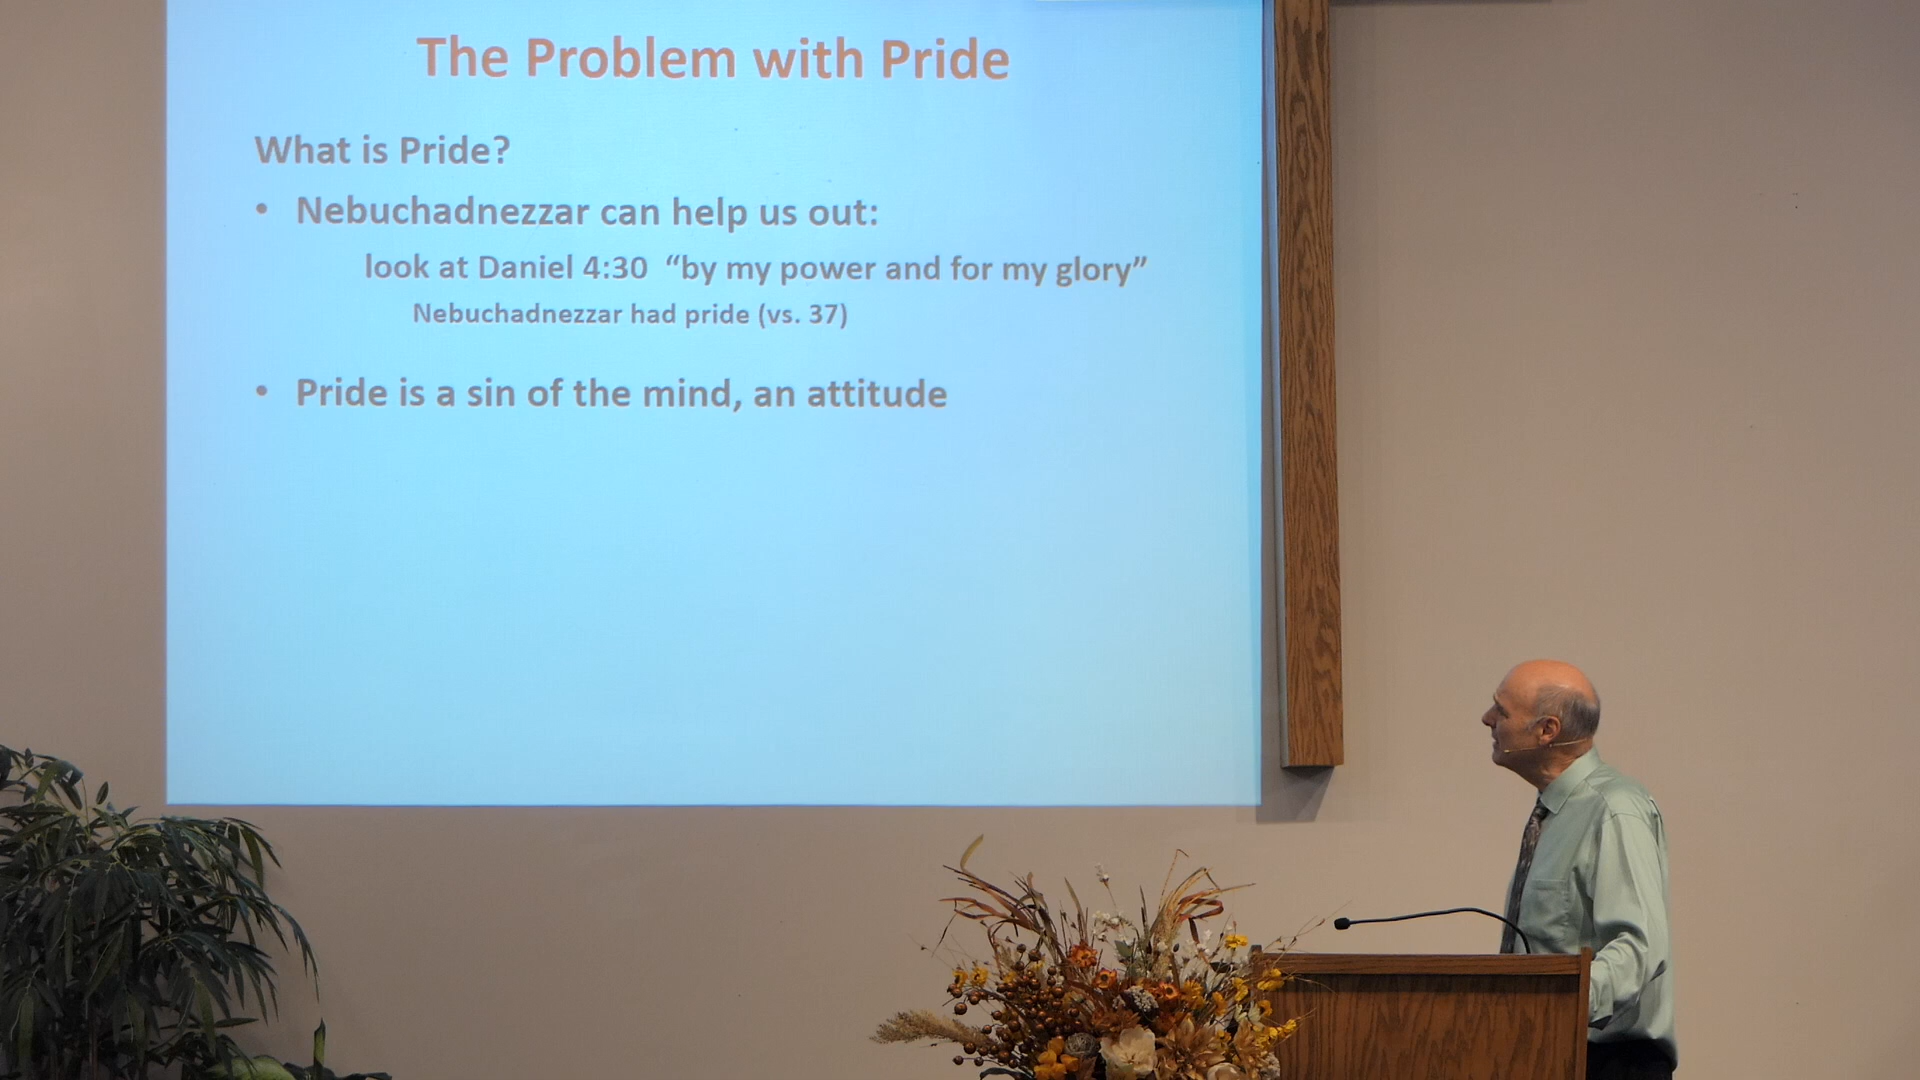 The Problem with Pride
What is Pride?
• Nebuchadnezzar can help us out:
look at Daniel 4:30 “by my power and for my glory”
Nebuchadnezzar had pride (vs. 37)
• Pride is a sin of the mind, an attitude